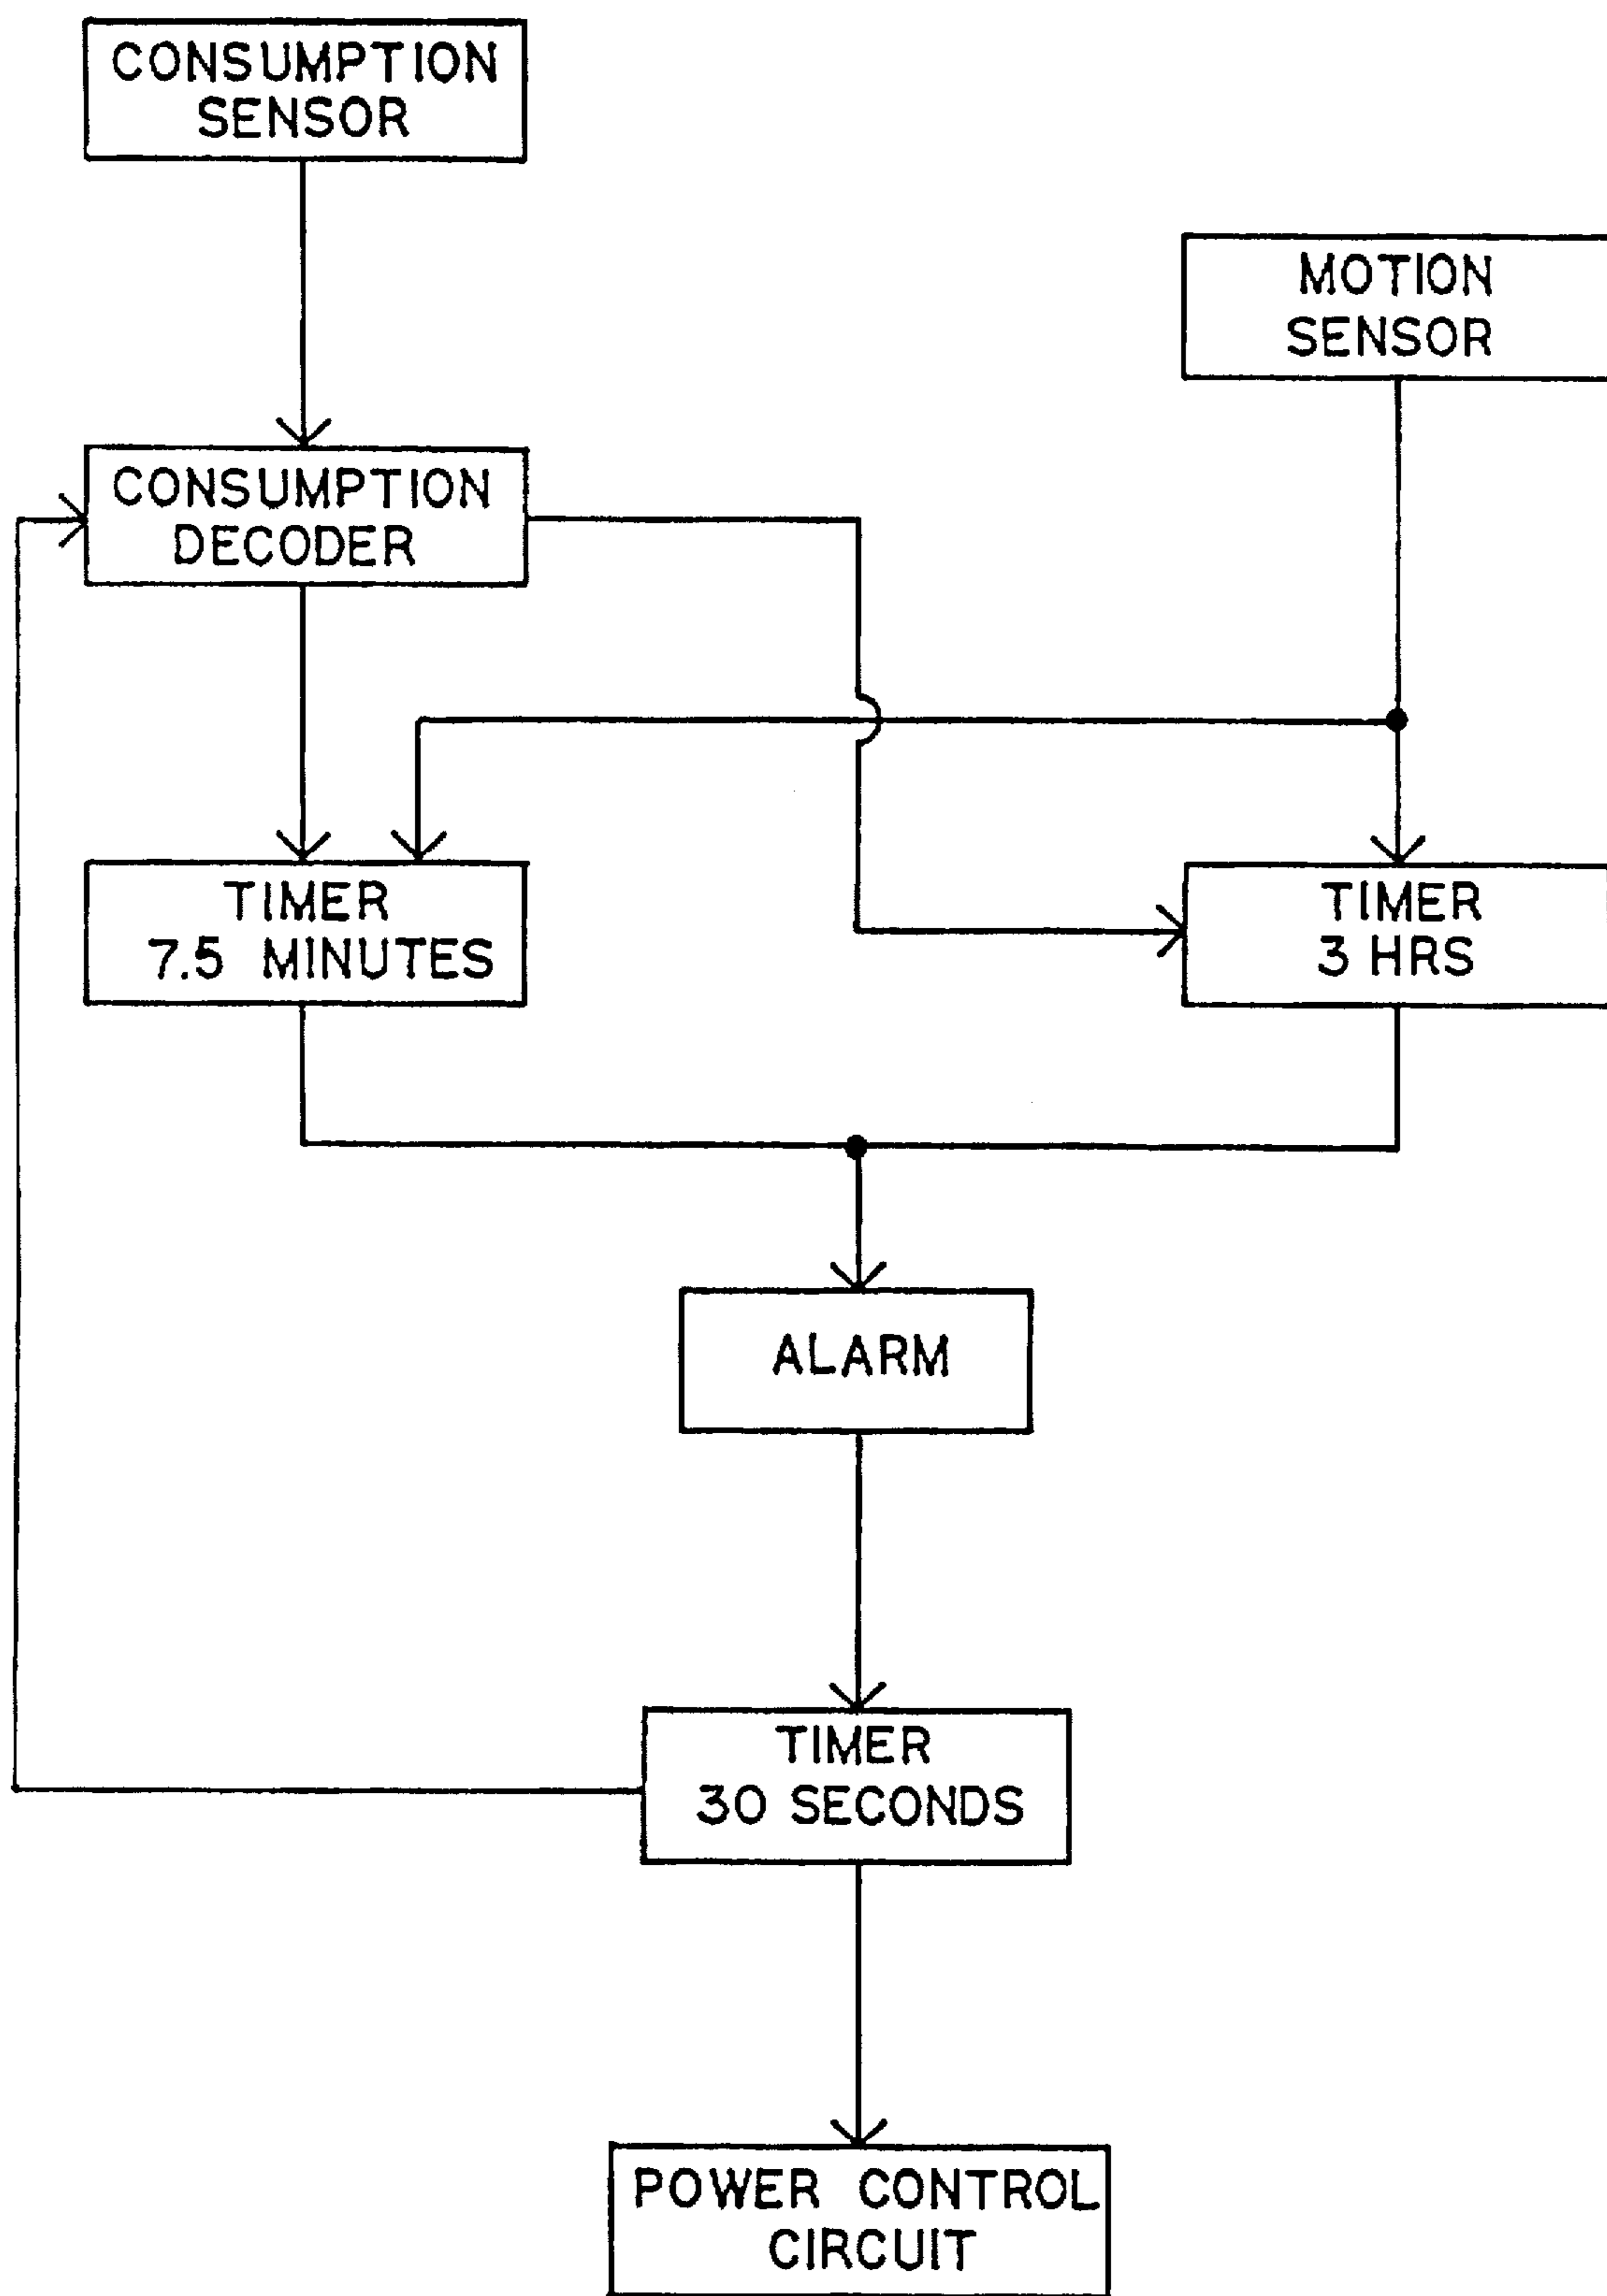 CONSUMPTION
SENSOR
MOTION
SENSOR
CONSUMPTION
DECODER
TIMER
7.5 MINUTES
TIMER
3 HRS
ALARM
TIMER
30 SECONDS
POWER CONTROL
CIRCUIT